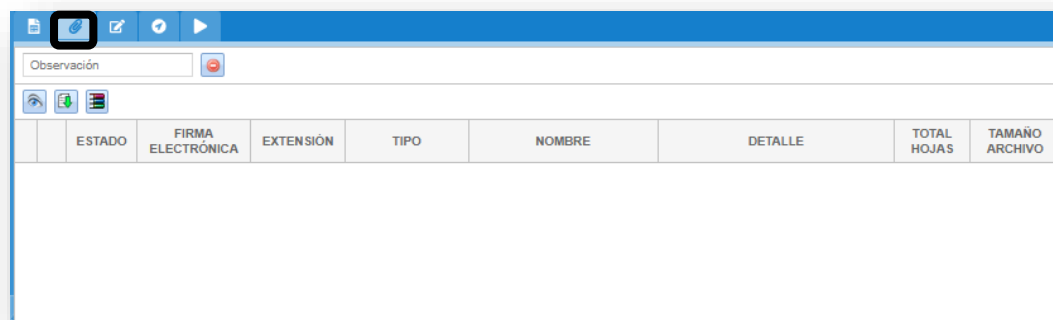 Observación
ESTADO
FIRMA
ELECTRÓNICA
EXTENSIÓN
TIPO
NOMBRE
DETALLE
TOTAL
HOJAS
TAMAÑO
ARCHIVO